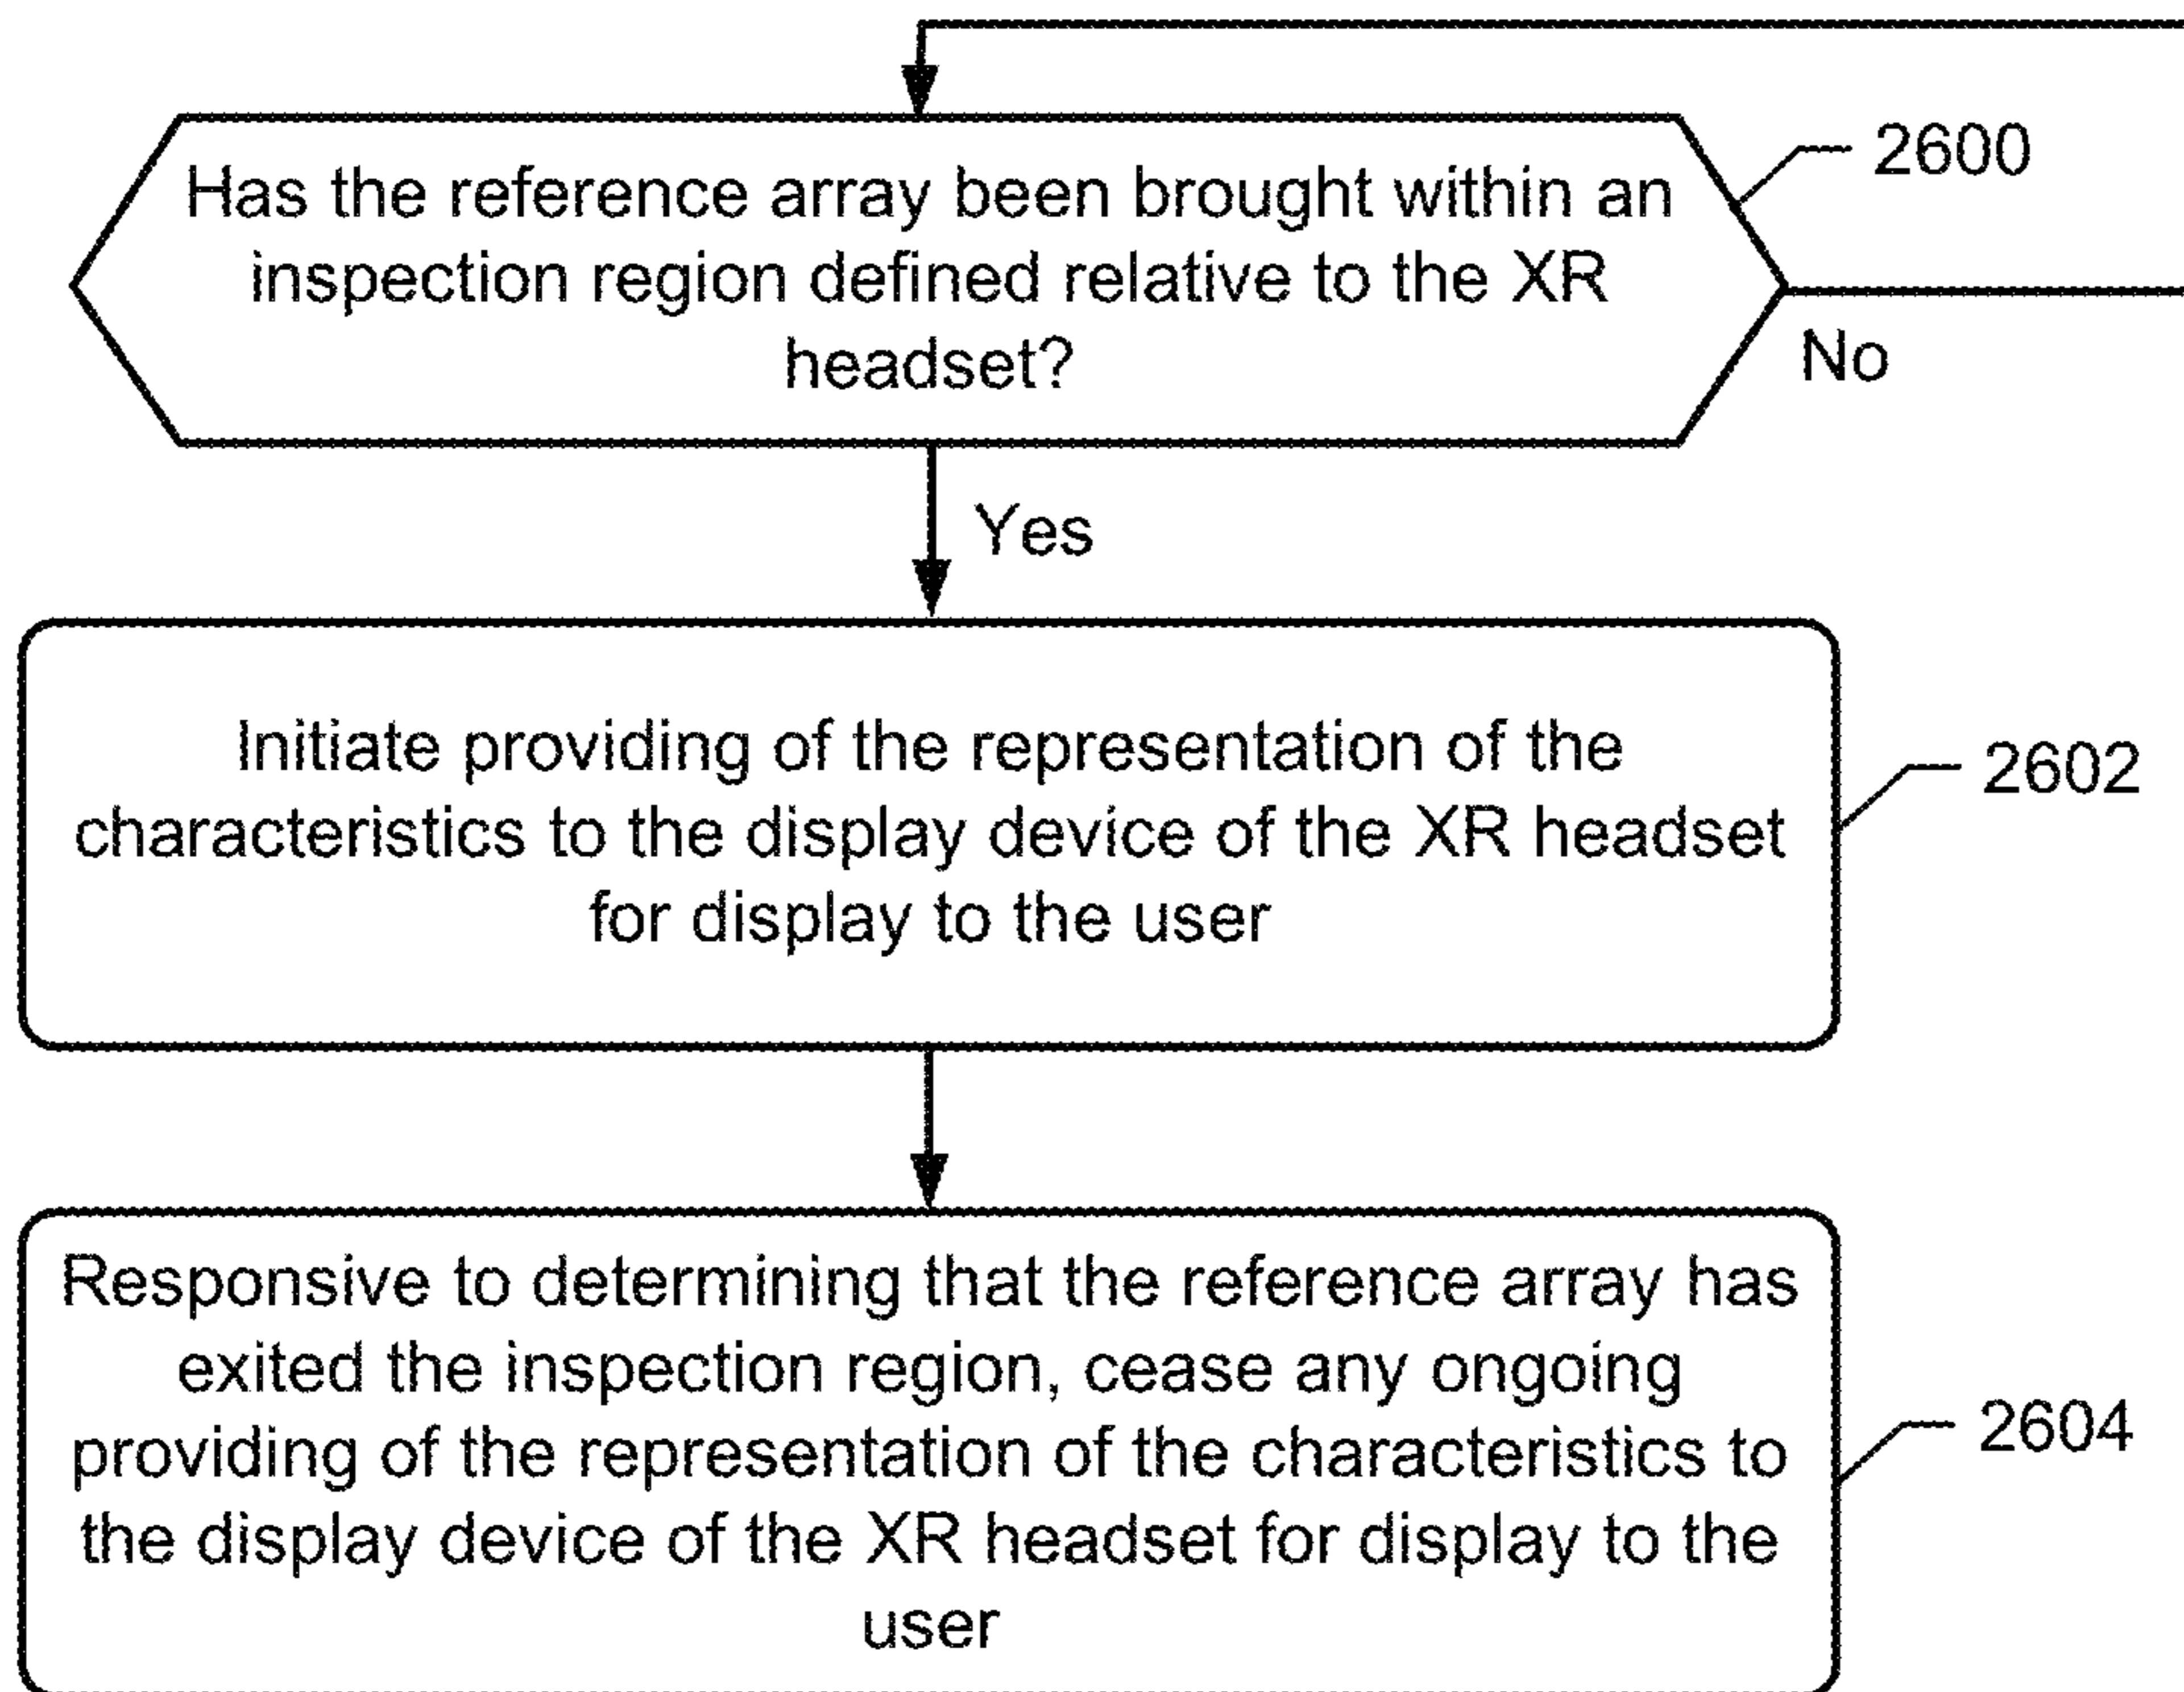 Has the reference array been brought within an
inspection region defined relative to the XR
headset?
2600
No
Yes
Initiate providing of the representation of the
characteristics to the display device of the XR headset
for display to the user
2602
Responsive to determining that the reference array has
exited the inspection region, cease any ongoing
providing of the representation of the characteristics to
the display device of the XR headset for display to the
user
2604